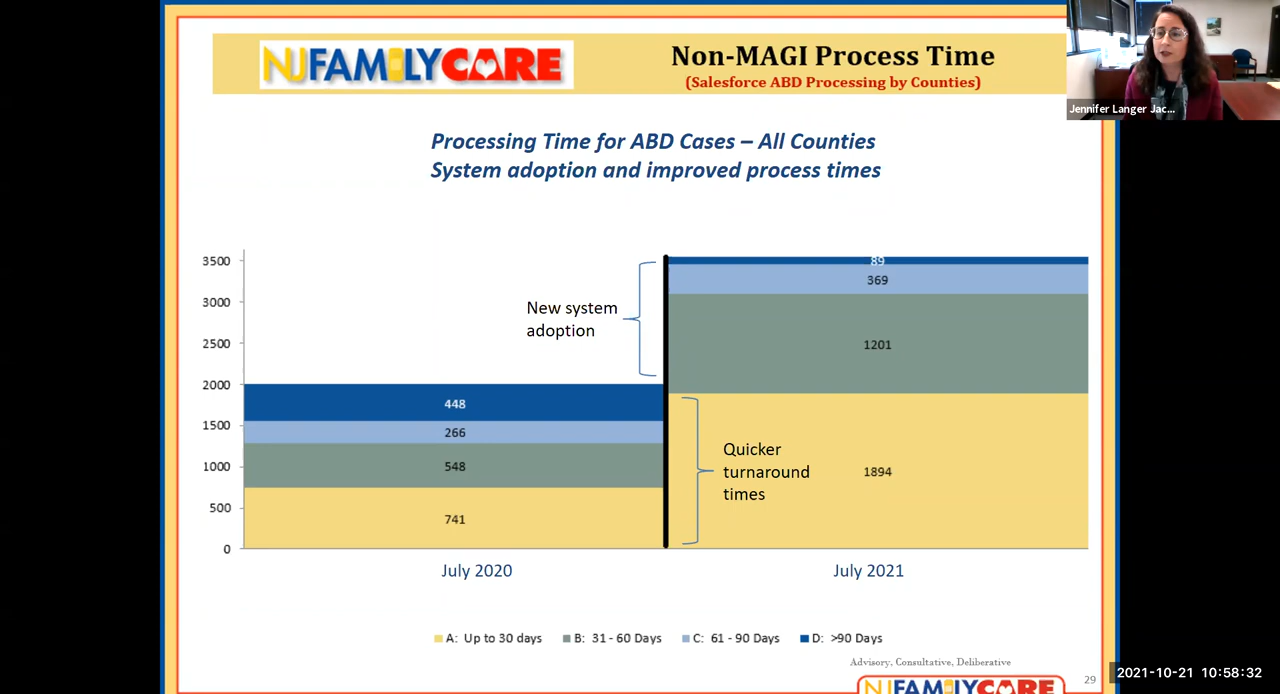 NJFAMILYCARE
Non-MAGI Process Time
(Salesforce ABD Processing by Counties)
Jennifer Langer Jac...
Processing Time for ABD Cases – All Counties
System adoption and improved process times
3500
3000
2500
2000
1500
1000
500
0
New system
adoption
448
266
548
741
89
369
1201
1894
Quicker
turnaround
times
July 2020
July 2021
A: Up to 30 days
B: 31 - 60 Days
C: 61 - 90 Days
D: >90 Days
Advisory, Consultative, Deliberative
NJFAMILYCARE
29
2021-10-21 10:58:32